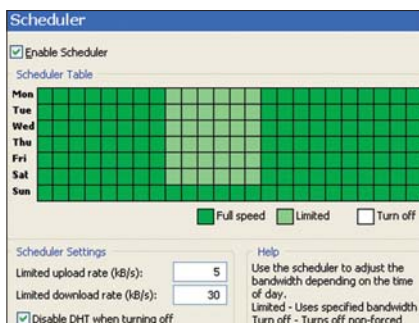 Scheduler
Enable Scheduler
Scheduler Table
Mon
Tue
Wed
Thu
Fri
Sat
Sun
Full speed
Limited
Turn off
Scheduler Settings
Limited upload rate (kB/s): 5
Limited download rate (kB/s): 30
Disable DHT when turning off
Help
Use the scheduler to adjust the
bandwidth depending on the time
of day.
Limited - Uses specified bandwidth
Turn off - Turns off non-forced